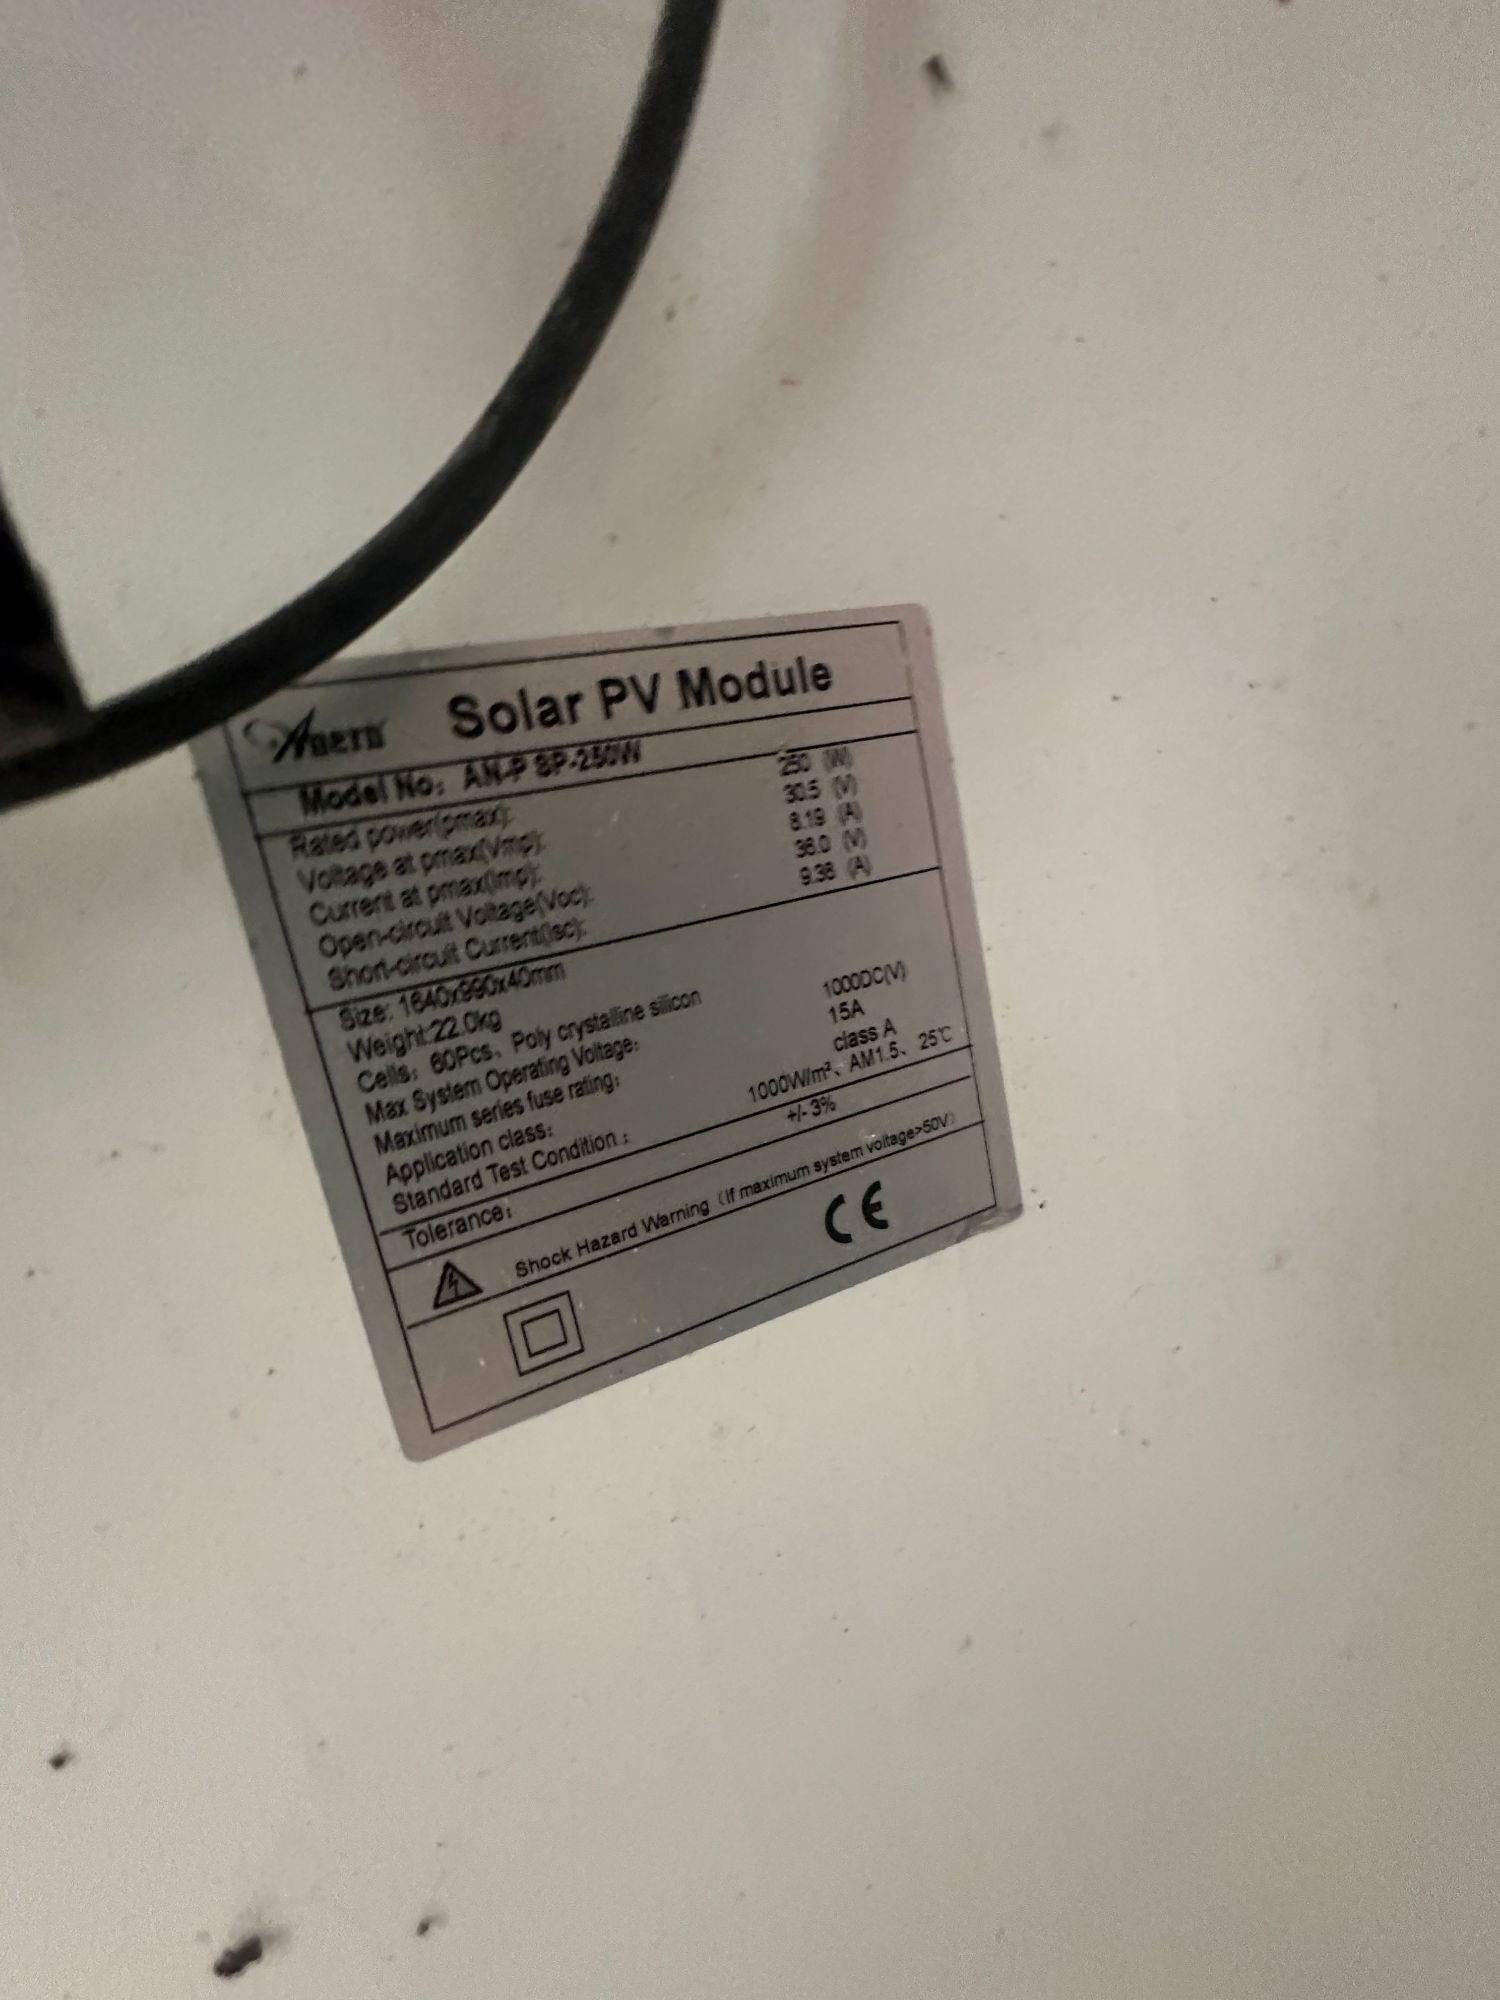 Anern Solar PV Module
Model No: AN-P SP-250W
Rated power(pmax): 250 (W)
Voltage at pmax(Vmp): 30.5 (V)
Current at pmax(Imp): 8.19 (A)
Open-circuit Voltage(Voc): 36.0 (V)
Short-circuit Current(Isc): 9.38 (A)
Size: 1640x990x40mm
Weight:22.0kg
Cells: 60Pcs、Poly crystalline silicon
Max System Operating Voltage: 1000DC(V)
Maximum series fuse rating: 15A
Application class: class A
Standard Test Condition : 1000W/m²、AM1.5、25℃
Tolerance: +/- 3%
Shock Hazard Warning（If maximum system voltage>50V）
CE